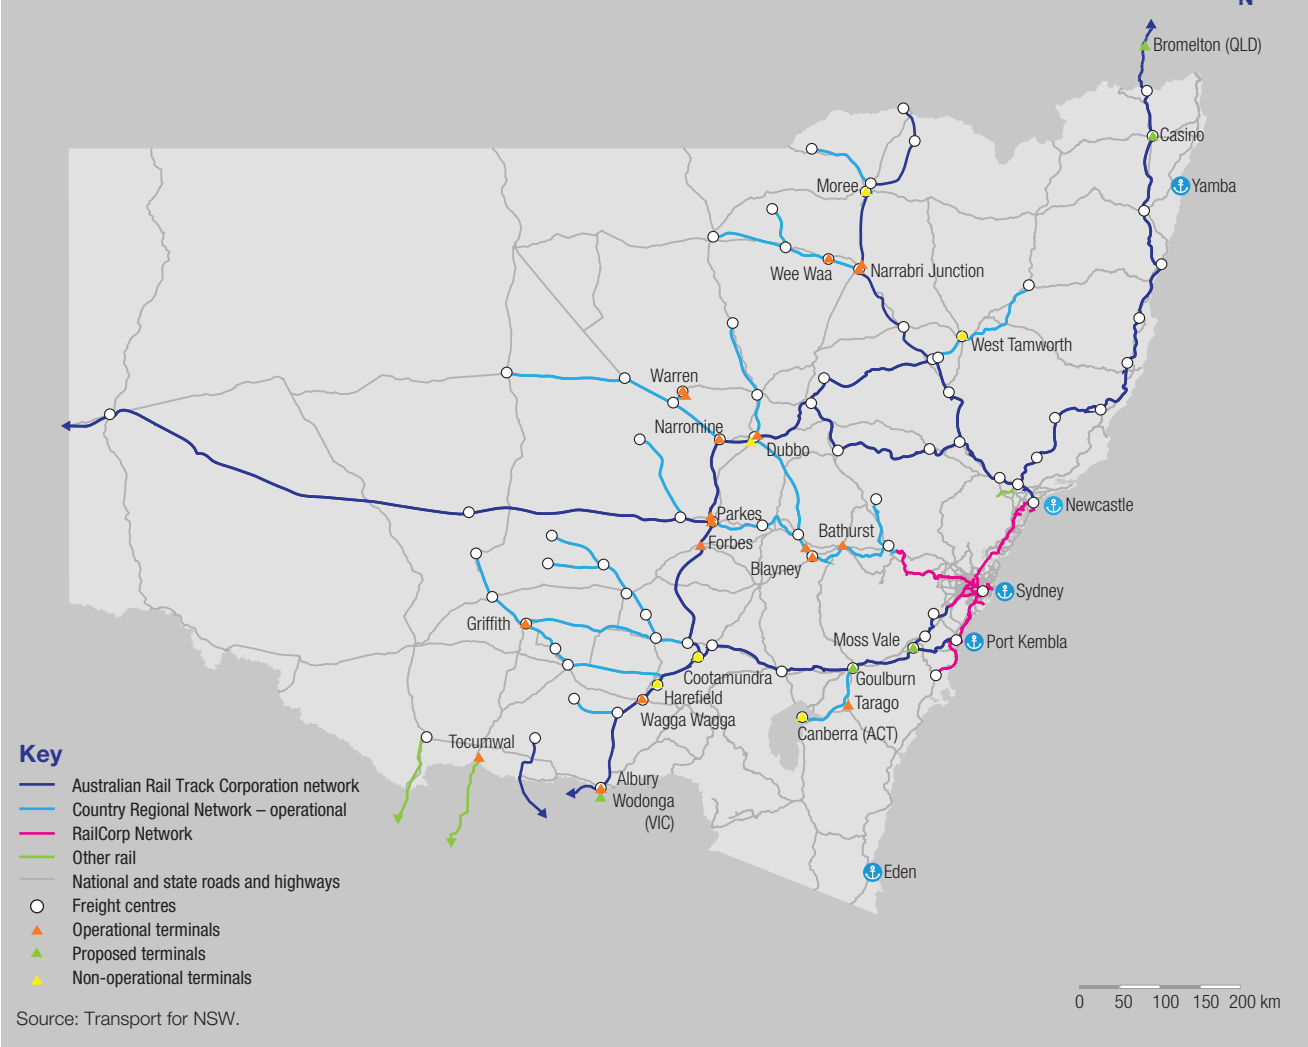 N
Bromelton (QLD)
Casino
Yamba
Moree
Wee Waa
Narrabri Junction
West Tamworth
Warren
Narromine
Dubbo
Newcastle
Parkes
Forbes
Bathurst
Blayney
Sydney
Griffith
Moss Vale
Port Kembla
Cootamundra
Goulburn
Harefield
Tarago
Wagga Wagga
Canberra (ACT)
Tocumwal
Albury
Wodonga
(VIC)
Eden
Key
Australian Rail Track Corporation network
Country Regional Network – operational
RailCorp Network
Other rail
National and state roads and highways
Freight centres
Operational terminals
Proposed terminals
Non-operational terminals
0 50 100 150 200 km
Source: Transport for NSW.